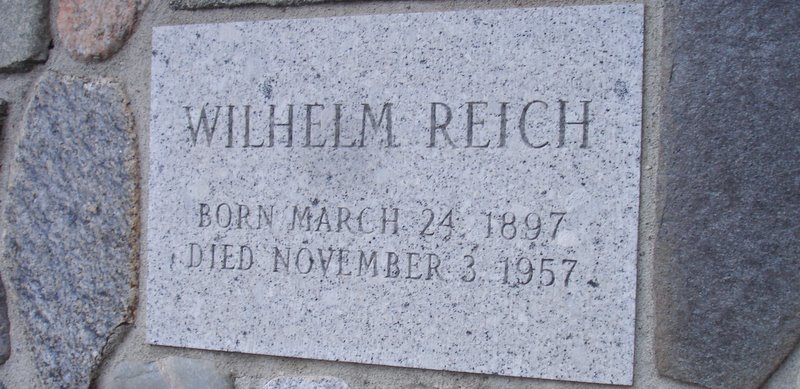 WILHELM REICH
BORN MARCH 24 1897
DIED NOVEMBER 3 1957